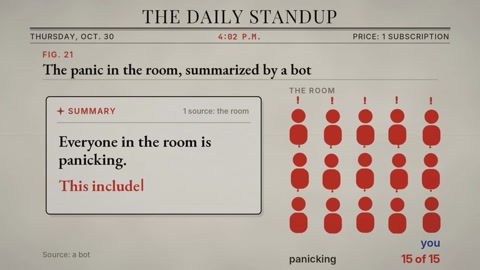 THE DAILY STANDUP
THURSDAY, OCT. 30
4:02 P.M.
PRICE: 1 SUBSCRIPTION
FIG. 21
The panic in the room, summarized by a bot
SUMMARY
1 source: the room
Everyone in the room is
panicking.
This includel
THE ROOM
! ! ! ! !
you
panicking
15 of 15
Source: a bot